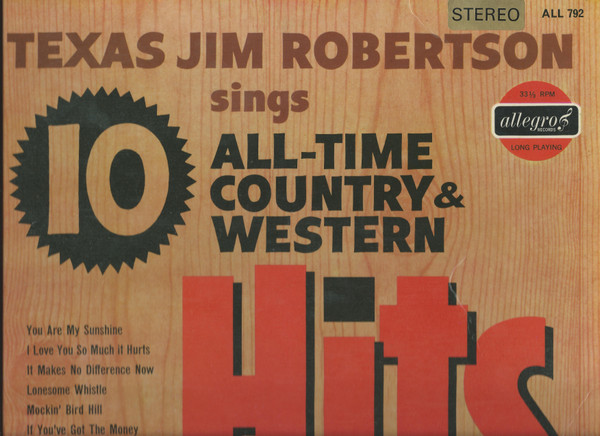 STEREO
ALL 792
TEXAS JIM ROBERTSON
sings
33⅓ RPM
allegro
RECORDS
LONG PLAYING
10
ALL-TIME
COUNTRY &
WESTERN
Hits
You Are My Sunshine
I Love You So Much it Hurts
It Makes No Difference Now
Lonesome Whistle
Mockin' Bird Hill
If You've Got The Money